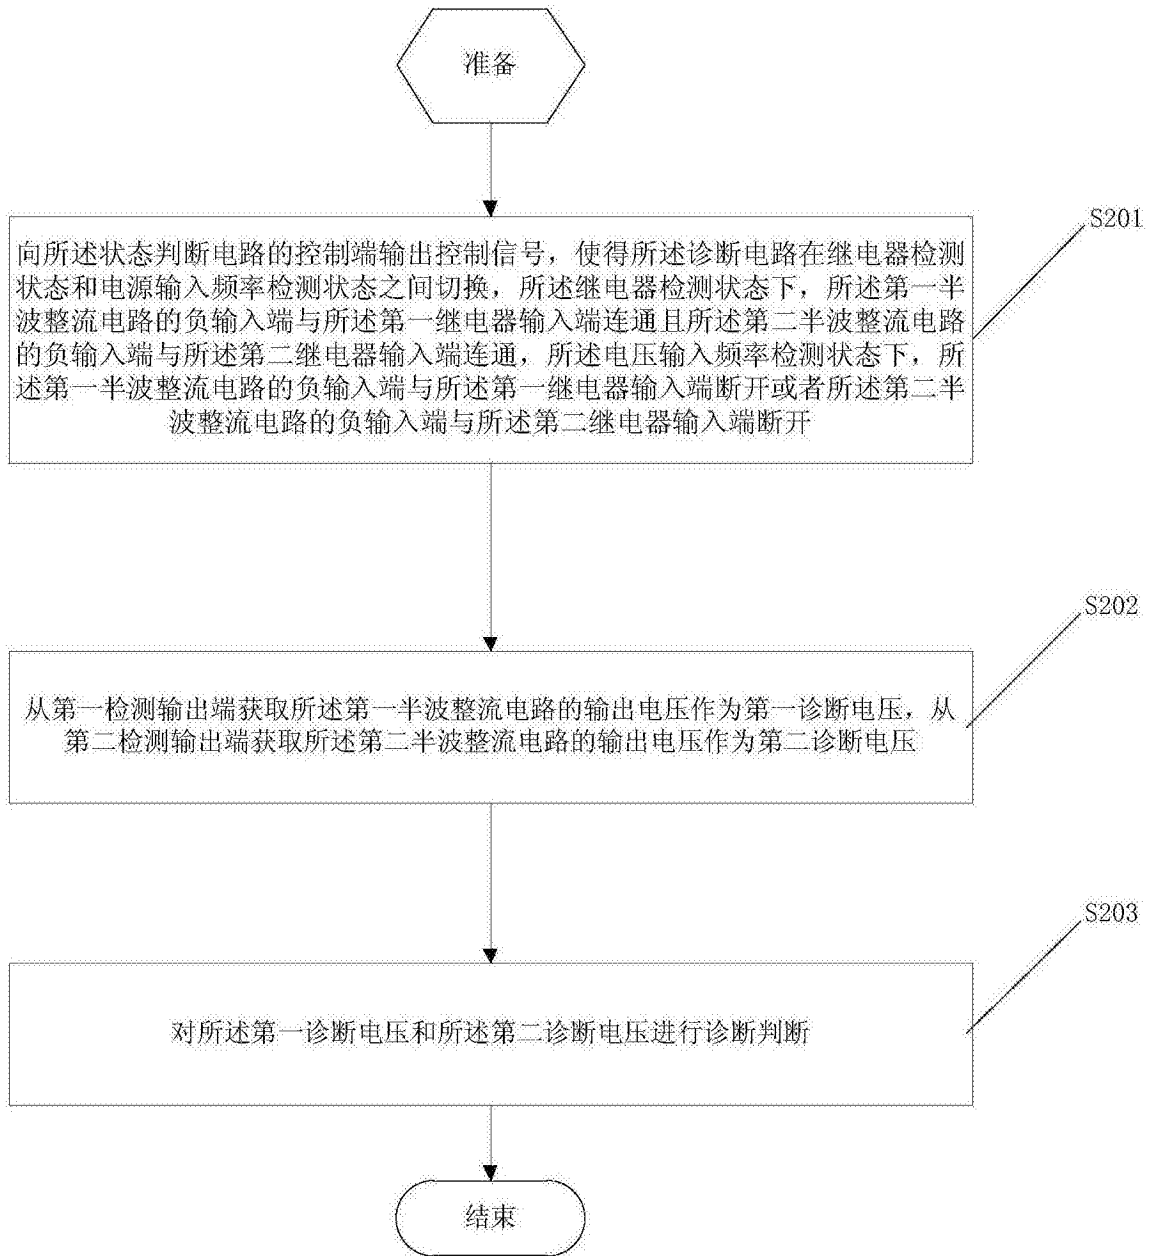 准备
S201
向所述状态判断电路的控制端输出控制信号，使得所述诊断电路在继电器检测
状态和电源输入频率检测状态之间切换，所述继电器检测状态下，所述第一半
波整流电路的负输入端与所述第一继电器输入端连通且所述第二半波整流电路
的负输入端与所述第二继电器输入端连通，所述电压输入频率检测状态下，所
述第一半波整流电路的负输入端与所述第一继电器输入端断开或者所述第二半
波整流电路的负输入端与所述第二继电器输入端断开
S202
从第一检测输出端获取所述第一半波整流电路的输出电压作为第一诊断电压，从
第二检测输出端获取所述第二半波整流电路的输出电压作为第二诊断电压
S203
对所述第一诊断电压和所述第二诊断电压进行诊断判断
结束